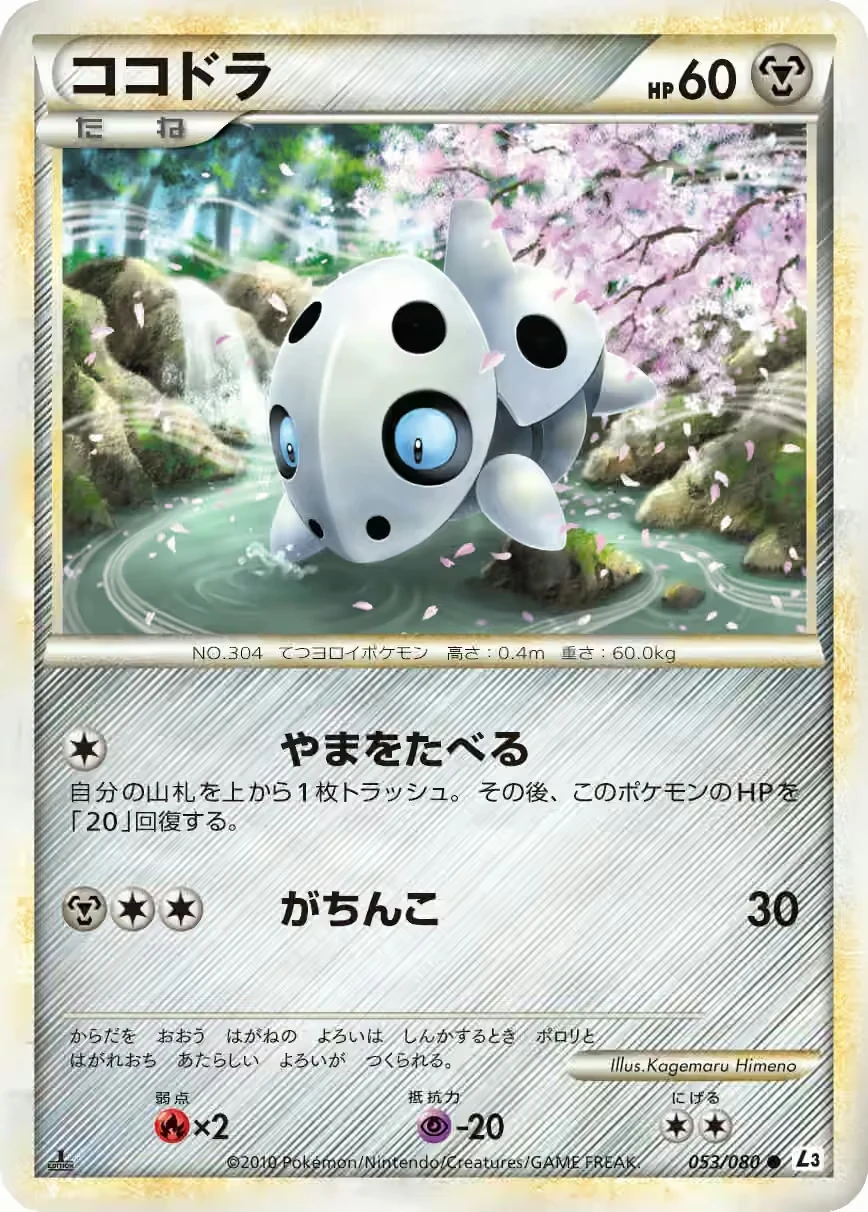 ココドラ
HP60
たね
NO.304 てつヨロイポケモン 高さ：0.4m 重さ：60.0kg
やまをたべる
自分の山札を上から1枚トラッシュ。その後、このポケモンのHPを
「20」回復する。
がちんこ 30
からだを おおう はがねの よろいは しんかするとき ポロリと
はがれおち あたらしい よろいが つくられる。
Illus.Kagemaru Himeno
弱点 抵抗力 にげる
×2 -20
1 EDITION
©2010 Pokémon/Nintendo/Creatures/GAME FREAK.
053/080 L3